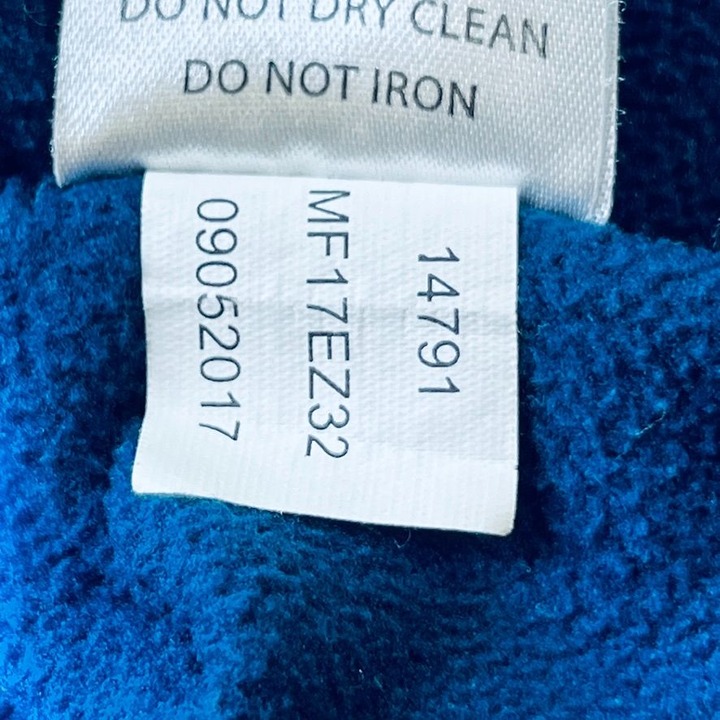 DO NOT DRY CLEAN
DO NOT IRON
14791
MF17EZ32
09052017